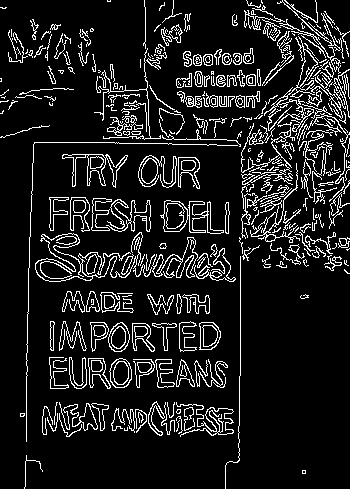 Seafood
and Oriental
Restaurant
TRY OUR
FRESH DELI
Sandwiche's
MADE WITH
IMPORTED
EUROPEANS
MEAT AND CHEESE